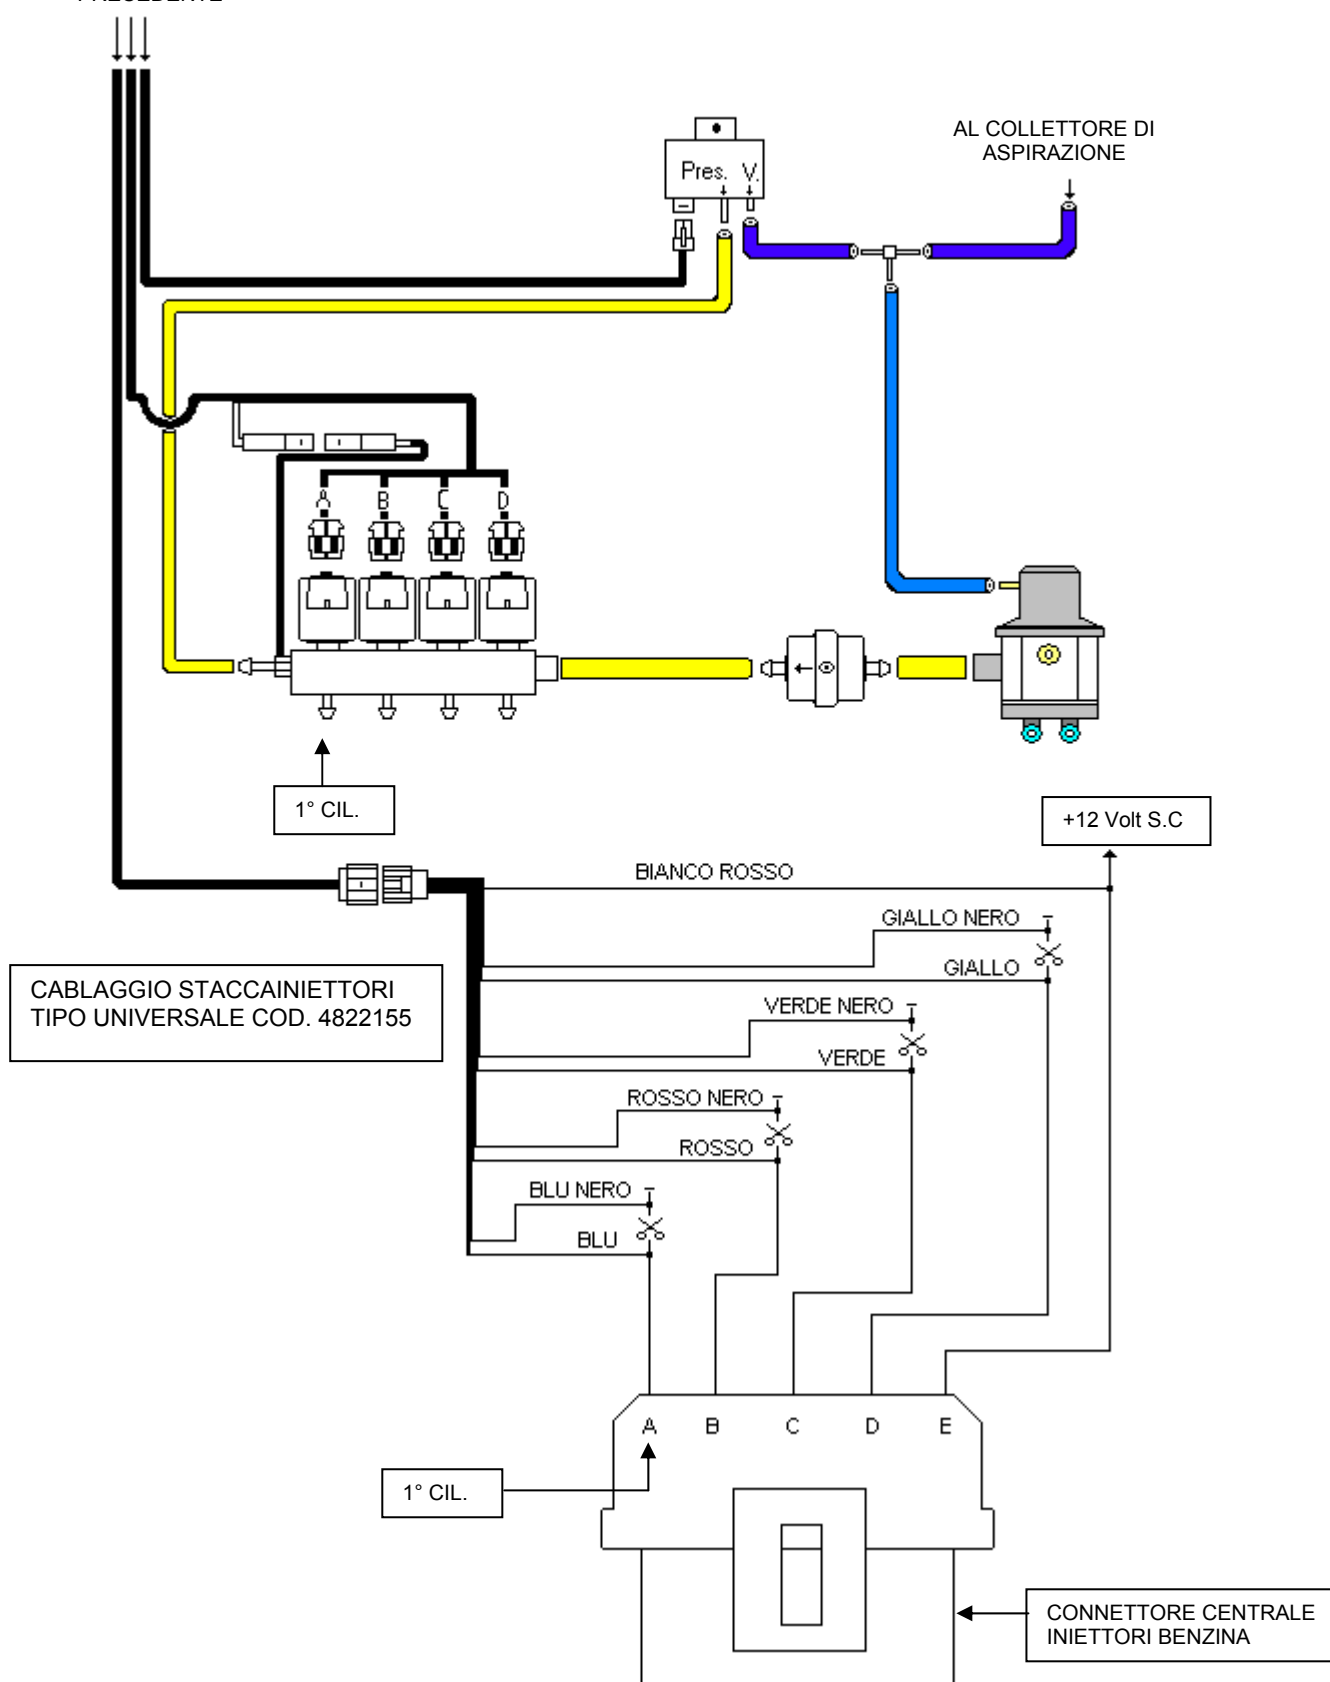 PRECEDENTE
AL COLLETTORE DI
ASPIRAZIONE
Pres. V.
A B C D
1° CIL.
+12 Volt S.C
BIANCO ROSSO
GIALLO NERO
GIALLO
CABLAGGIO STACCAINIETTORI
TIPO UNIVERSALE COD. 4822155
VERDE NERO
VERDE
ROSSO NERO
ROSSO
BLU NERO
BLU
A B C D E
1° CIL.
CONNETTORE CENTRALE
INIETTORI BENZINA